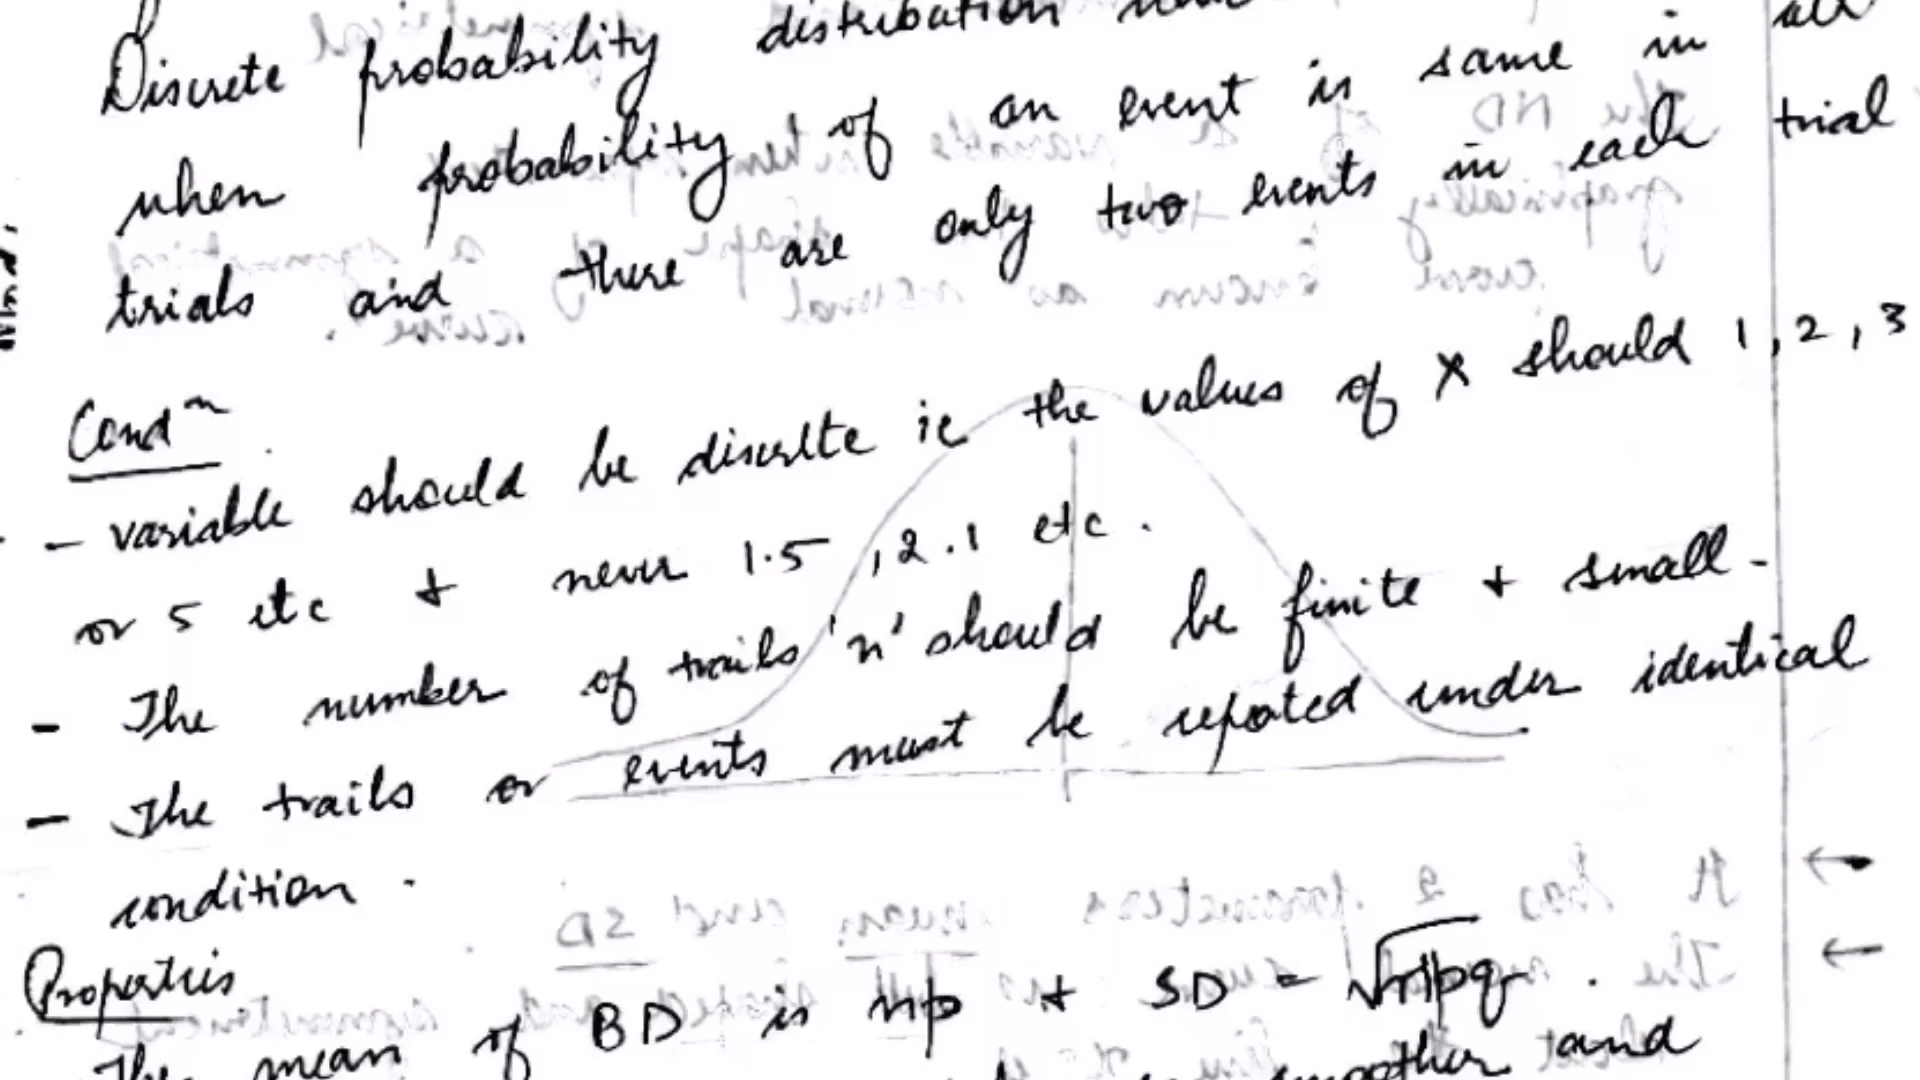 Discrete probability distribution
when probability of an event is same in all
trials and there are only two events in each trial
Condn
- variable should be discrete ie the values of x should 1, 2, 3
or 5 etc + never 1.5, 2.1 etc.
- The number of trails 'n' should be finite + small -
- The trails or events must be repated under identical
condition.
Properties
The mean of BD is np + SD = √npq.
smoother and